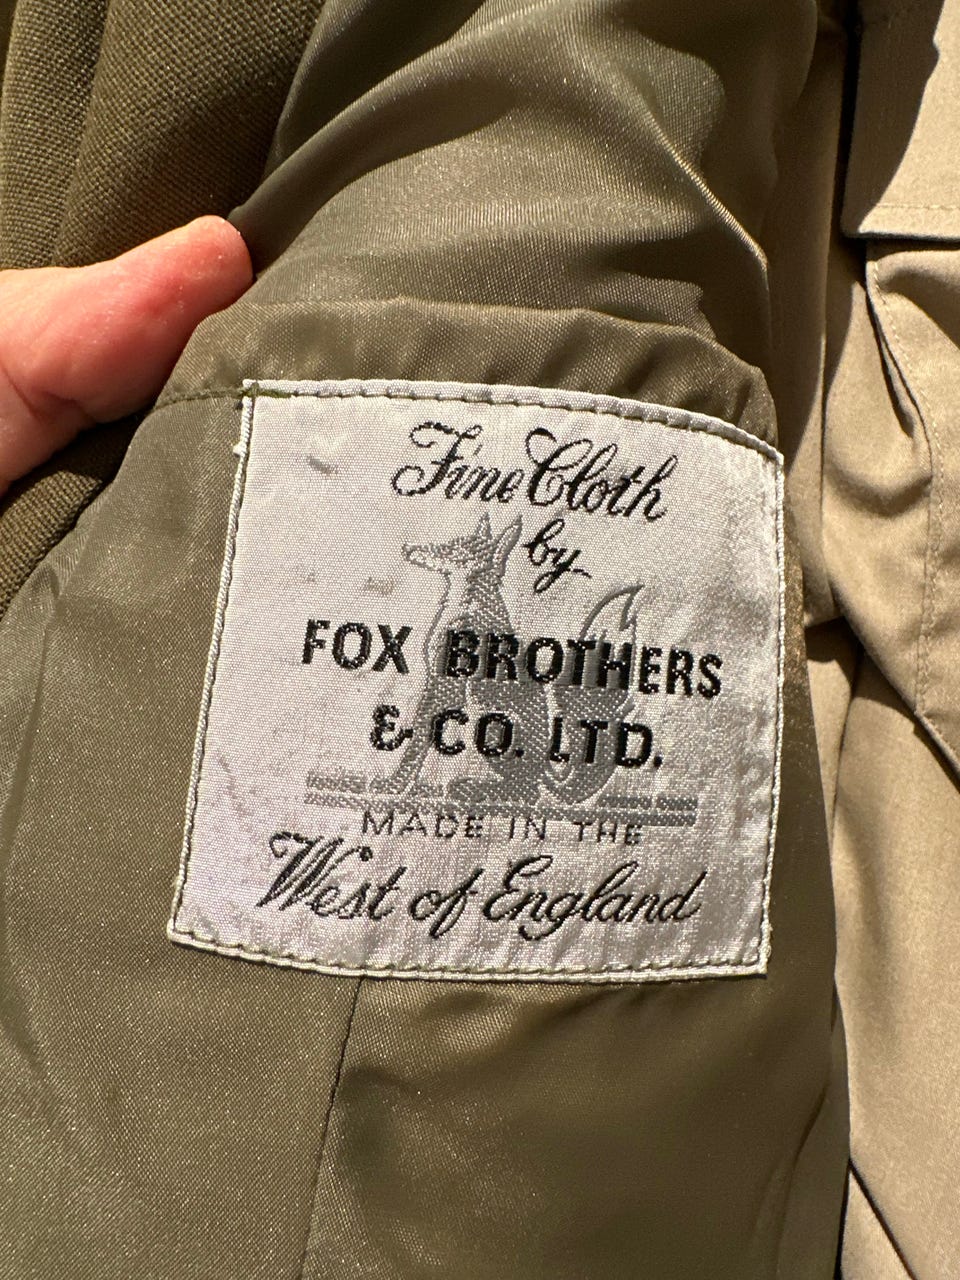 Fine Cloth
by
FOX BROTHERS
& CO. LTD.
MADE IN THE
West of England